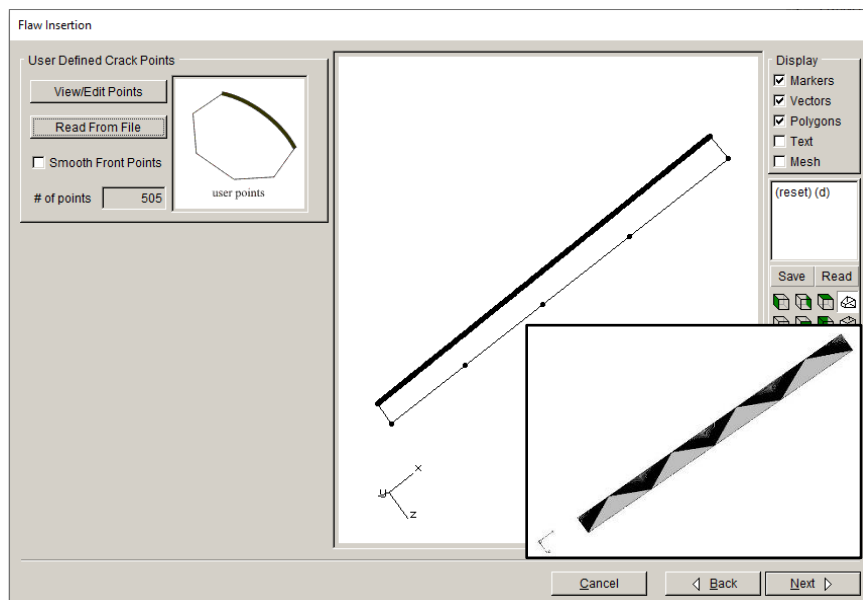 Flaw Insertion
User Defined Crack Points
View/Edit Points
Read From File
Smooth Front Points
# of points 505
user points
Display
Markers
Vectors
Polygons
Text
Mesh
(reset) (d)
Save Read
x
y
z
Cancel
Back
Next